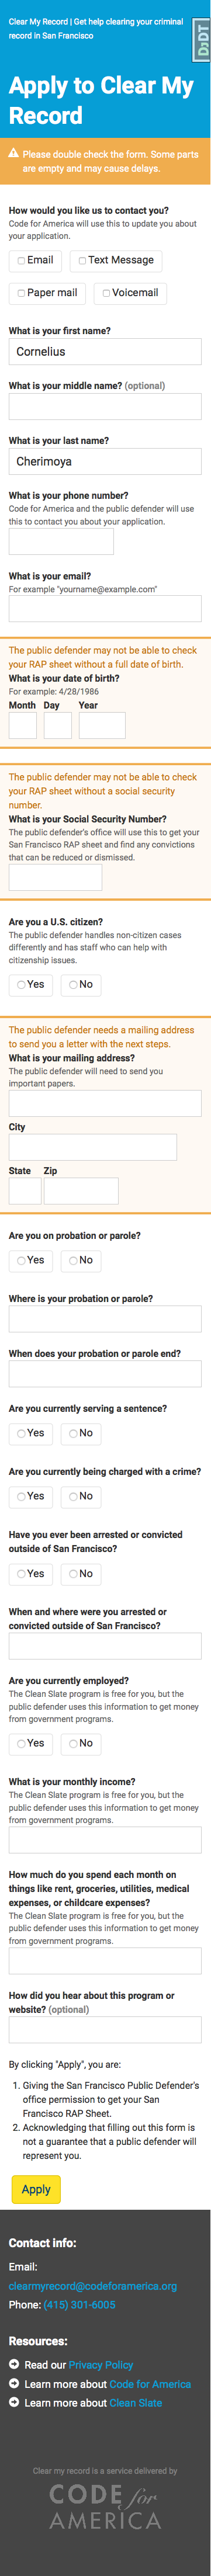 Clear My Record | Get help clearing your criminal
record in San Francisco
DjDT
Apply to Clear My
Record
Please double check the form. Some parts
are empty and may cause delays.
How would you like us to contact you?
Code for America will use this to update you about
your application.
Email
Text Message
Paper mail
Voicemail
What is your first name?
Cornelius
What is your middle name? (optional)
What is your last name?
Cherimoya
What is your phone number?
Code for America and the public defender will use
this to contact you about your application.
What is your email?
For example "yourname@example.com"
The public defender may not be able to check
your RAP sheet without a full date of birth.
What is your date of birth?
For example: 4/28/1986
Month Day Year
The public defender may not be able to check
your RAP sheet without a social security
number.
What is your Social Security Number?
The public defender's office will use this to get your
San Francisco RAP sheet and find any convictions
that can be reduced or dismissed.
Are you a U.S. citizen?
The public defender handles non-citizen cases
differently and has staff who can help with
citizenship issues.
Yes No
The public defender needs a mailing address
to send you a letter with the next steps.
What is your mailing address?
The public defender will need to send you
important papers.
City
State Zip
Are you on probation or parole?
Yes No
Where is your probation or parole?
When does your probation or parole end?
Are you currently serving a sentence?
Yes No
Are you currently being charged with a crime?
Yes No
Have you ever been arrested or convicted
outside of San Francisco?
Yes No
When and where were you arrested or
convicted outside of San Francisco?
Are you currently employed?
The Clean Slate program is free for you, but the
public defender uses this information to get money
from government programs.
Yes No
What is your monthly income?
The Clean Slate program is free for you, but the
public defender uses this information to get money
from government programs.
How much do you spend each month on
things like rent, groceries, utilities, medical
expenses, or childcare expenses?
The Clean Slate program is free for you, but the
public defender uses this information to get money
from government programs.
How did you hear about this program or
website? (optional)
By clicking "Apply", you are:
1. Giving the San Francisco Public Defender's
office permission to get your San
Francisco RAP Sheet.
2. Acknowledging that filling out this form is
not a guarantee that a public defender will
represent you.
Apply
Contact info:
Email:
clearmyrecord@codeforamerica.org
Phone: (415) 301-6005
Resources:
Read our Privacy Policy
Learn more about Code for America
Learn more about Clean Slate
Clear my record is a service delivered by
CODE for
AMERICA